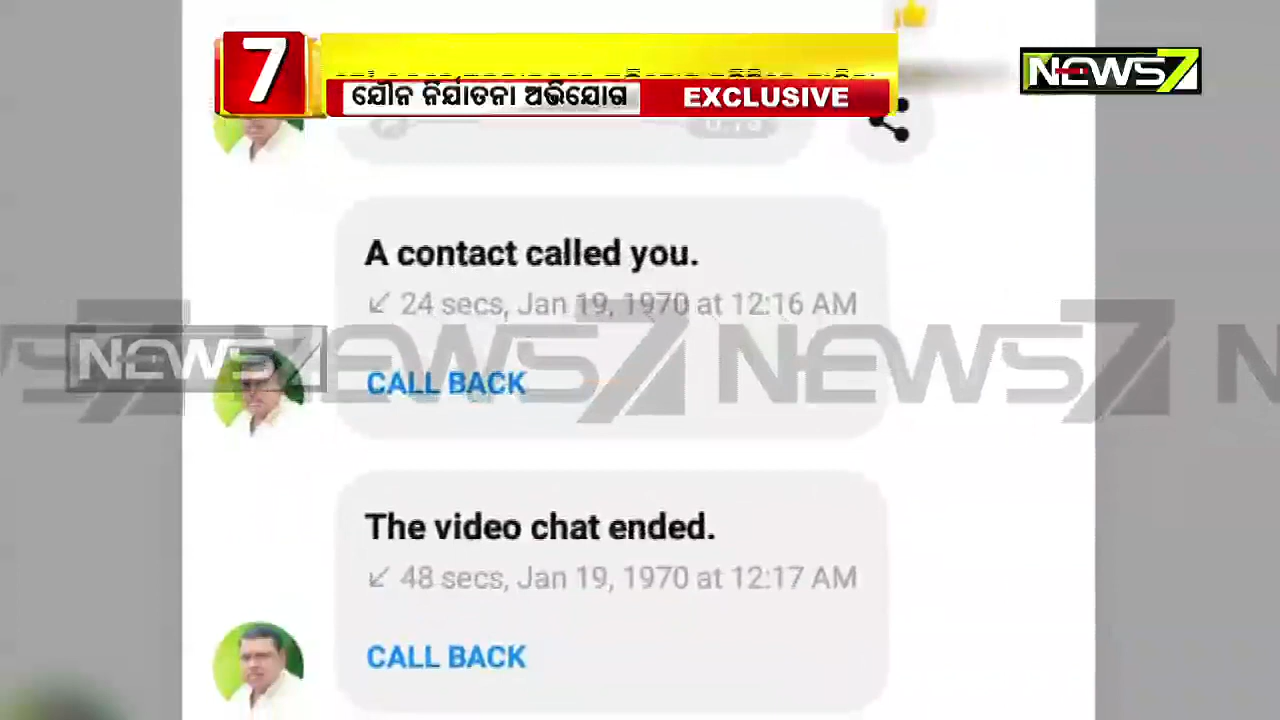 7
NEWS7
ଯୌନ ନିର୍ଯାତନା ଅଭିଯୋଗ EXCLUSIVE
A contact called you.
24 secs, Jan 19, 1970 at 12:16 AM
NEWS7 NEWS7 NEWS7
CALL BACK
The video chat ended.
48 secs, Jan 19, 1970 at 12:17 AM
CALL BACK